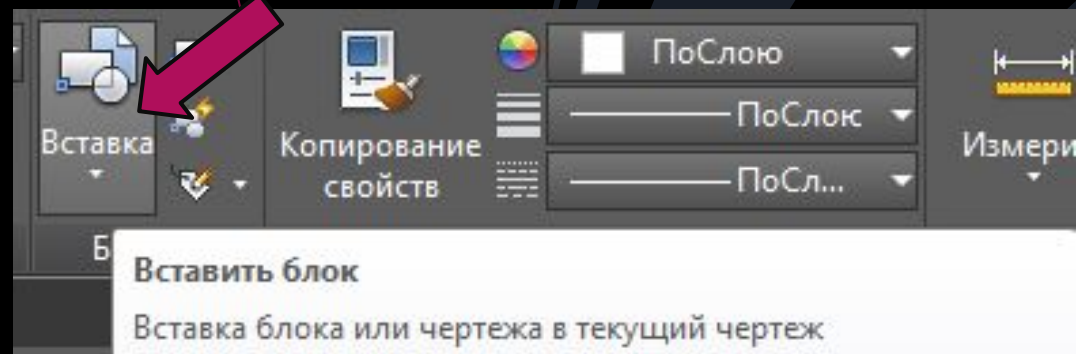 ПоСлою
Вставка
Копирование
свойств
ПоСлою
ПоСл...
Измери
Б
Вставить блок
Вставка блока или чертежа в текущий чертеж